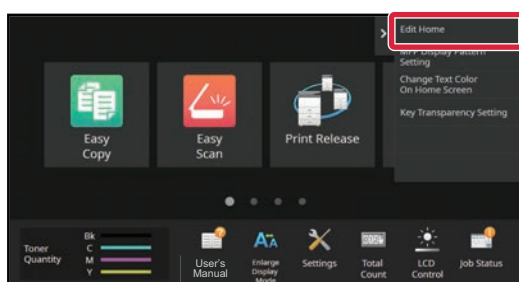 Edit Home
MFP Display Pattern
Setting
Change Text Color
On Home Screen
Key Transparency Setting
Easy
Copy
Easy
Scan
Print Release
Toner
Quantity
Bk
C
M
Y
User's
Manual
Enlarge
Display
Mode
Settings
Total
Count
LCD
Control
Job Status